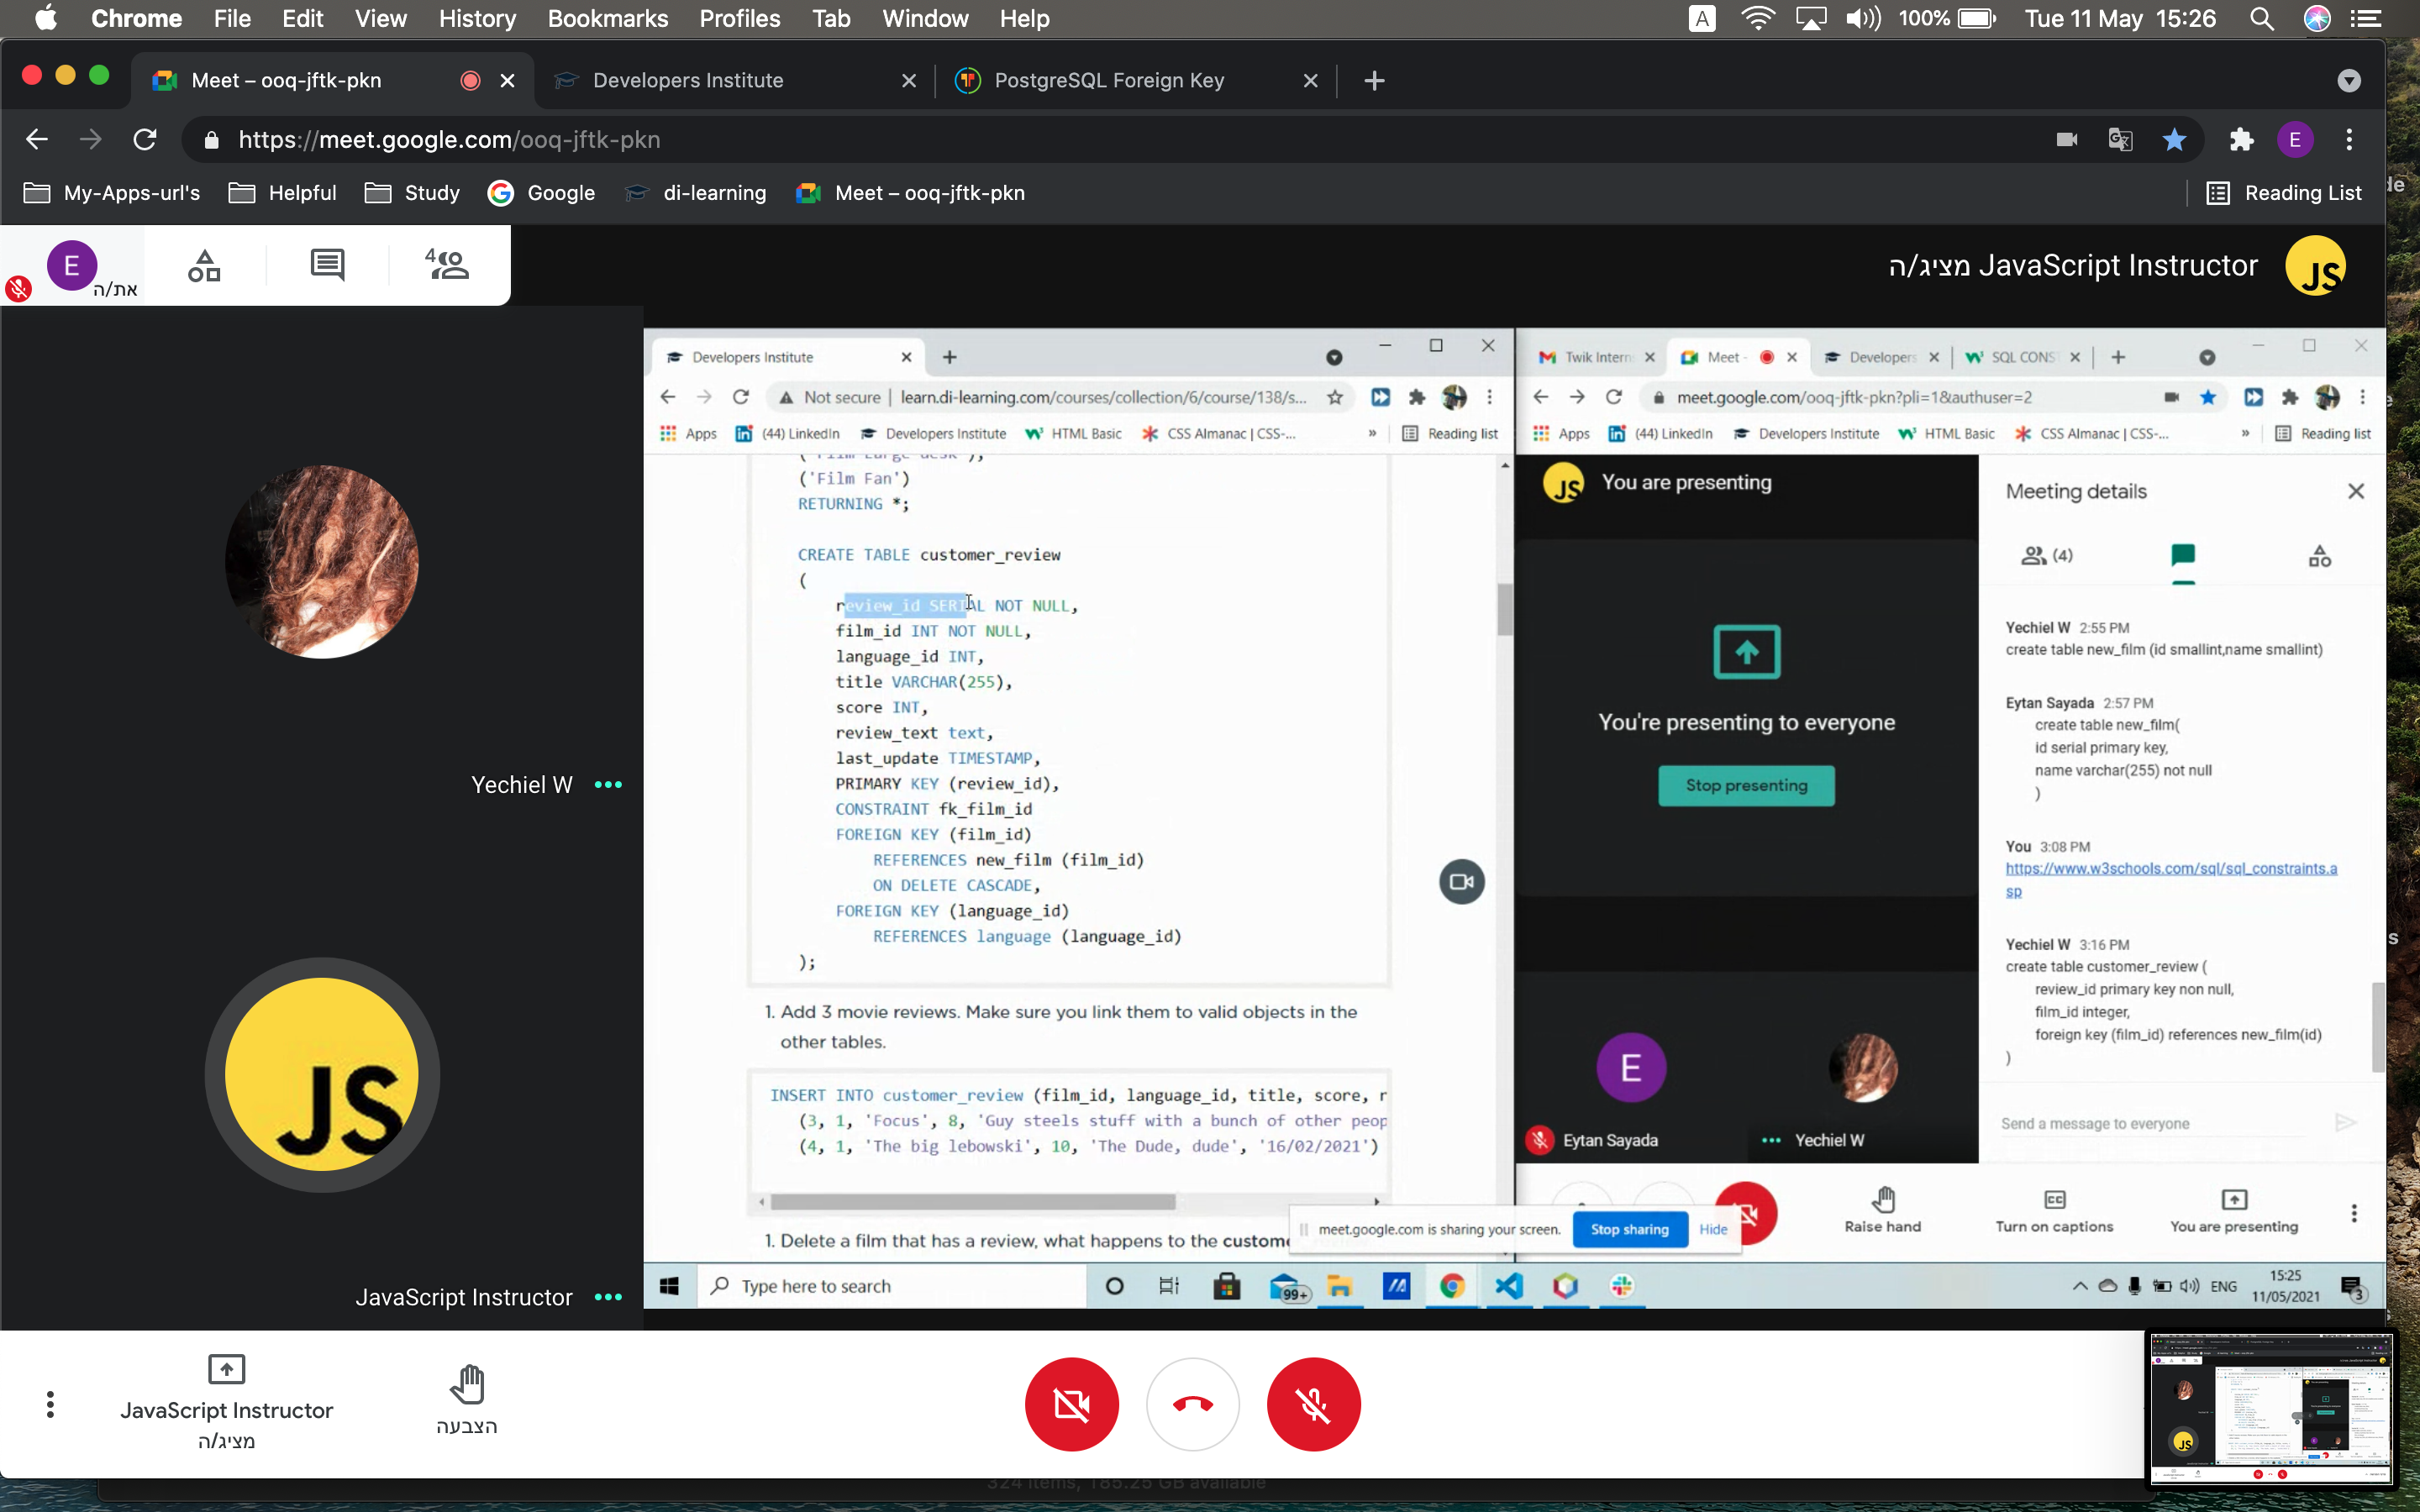 Chrome File Edit View History Bookmarks Profiles Tab Window Help
A 100% Tue 11 May 15:26
Meet – ooq-jftk-pkn
Developers Institute
PostgreSQL Foreign Key
https://meet.google.com/ooq-jftk-pkn
E
My-Apps-url's Helpful Study Google di-learning Meet – ooq-jftk-pkn Reading List
E
את/ה
4
JavaScript Instructor מציג/ה
JS
Yechiel W
JS
JavaScript Instructor
Developers Institute
Not secure | learn.di-learning.com/courses/collection/6/course/138/s...
Apps (44) LinkedIn Developers Institute HTML Basic CSS Almanac | CSS-... » Reading list
('Film Large desk'),
('Film Fan')
RETURNING *;
CREATE TABLE customer_review
(
review_id SERIAL NOT NULL,
film_id INT NOT NULL,
language_id INT,
title VARCHAR(255),
score INT,
review_text text,
last_update TIMESTAMP,
PRIMARY KEY (review_id),
CONSTRAINT fk_film_id
FOREIGN KEY (film_id)
REFERENCES new_film (film_id)
ON DELETE CASCADE,
FOREIGN KEY (language_id)
REFERENCES language (language_id)
);
1. Add 3 movie reviews. Make sure you link them to valid objects in the
other tables.
INSERT INTO customer_review (film_id, language_id, title, score, r
(3, 1, 'Focus', 8, 'Guy steels stuff with a bunch of other peop
(4, 1, 'The big lebowski', 10, 'The Dude, dude', '16/02/2021')
1. Delete a film that has a review, what happens to the custome
Twik Intern Meet - Developers SQL CONS
meet.google.com/ooq-jftk-pkn?pli=1&authuser=2
Apps (44) LinkedIn Developers Institute HTML Basic CSS Almanac | CSS-... » Reading list
JS You are presenting
You're presenting to everyone
Stop presenting
E
Eytan Sayada
Yechiel W
Meeting details
(4)
Yechiel W 2:55 PM
create table new_film (id smallint,name smallint)
Eytan Sayada 2:57 PM
create table new_film(
id serial primary key,
name varchar(255) not null
)
You 3:08 PM
https://www.w3schools.com/sql/sql_constraints.a
sp
Yechiel W 3:16 PM
create table customer_review (
review_id primary key non null,
film_id integer,
foreign key (film_id) references new_film(id)
)
Send a message to everyone
Raise hand
Turn on captions
You are presenting
meet.google.com is sharing your screen. Stop sharing Hide
Type here to search
99+
ENG
15:25
11/05/2021
3
JavaScript Instructor
מציג/ה
הצבעה
324 items, 185.25 GB available